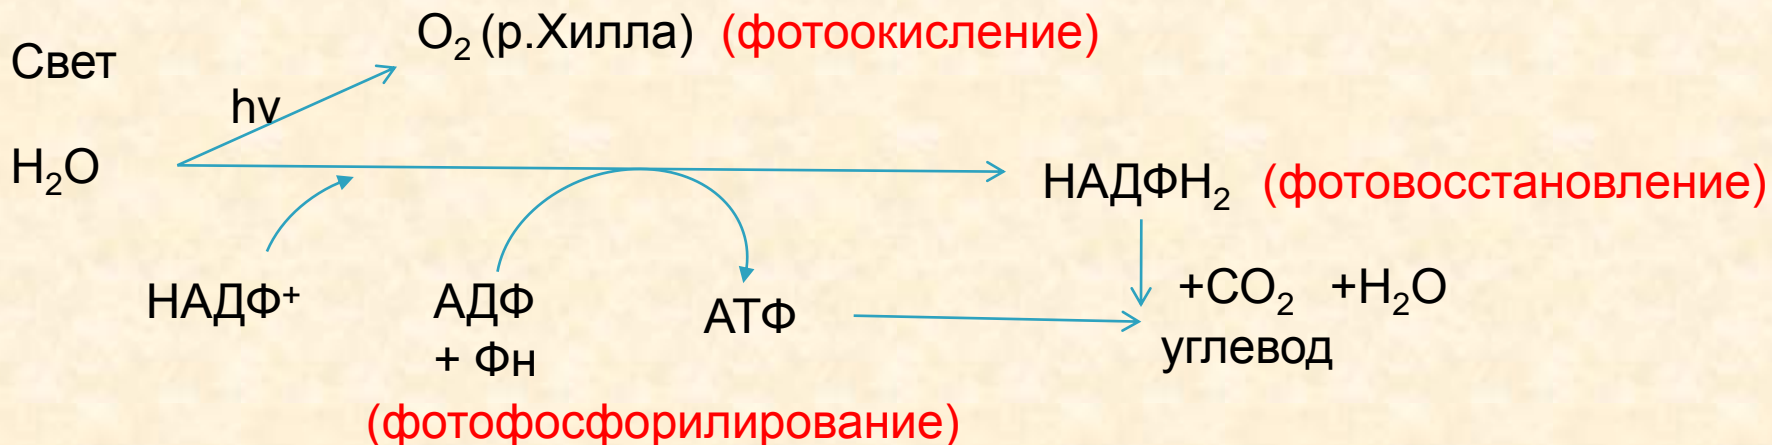 O₂ (р.Хилла) (фотоокисление)
Свет
hv
H₂O
НАДФН₂ (фотовосстановление)
НАДФ⁺ АДФ АТФ +CO₂ +H₂O
+ Фн углевод
(фотофосфорилирование)